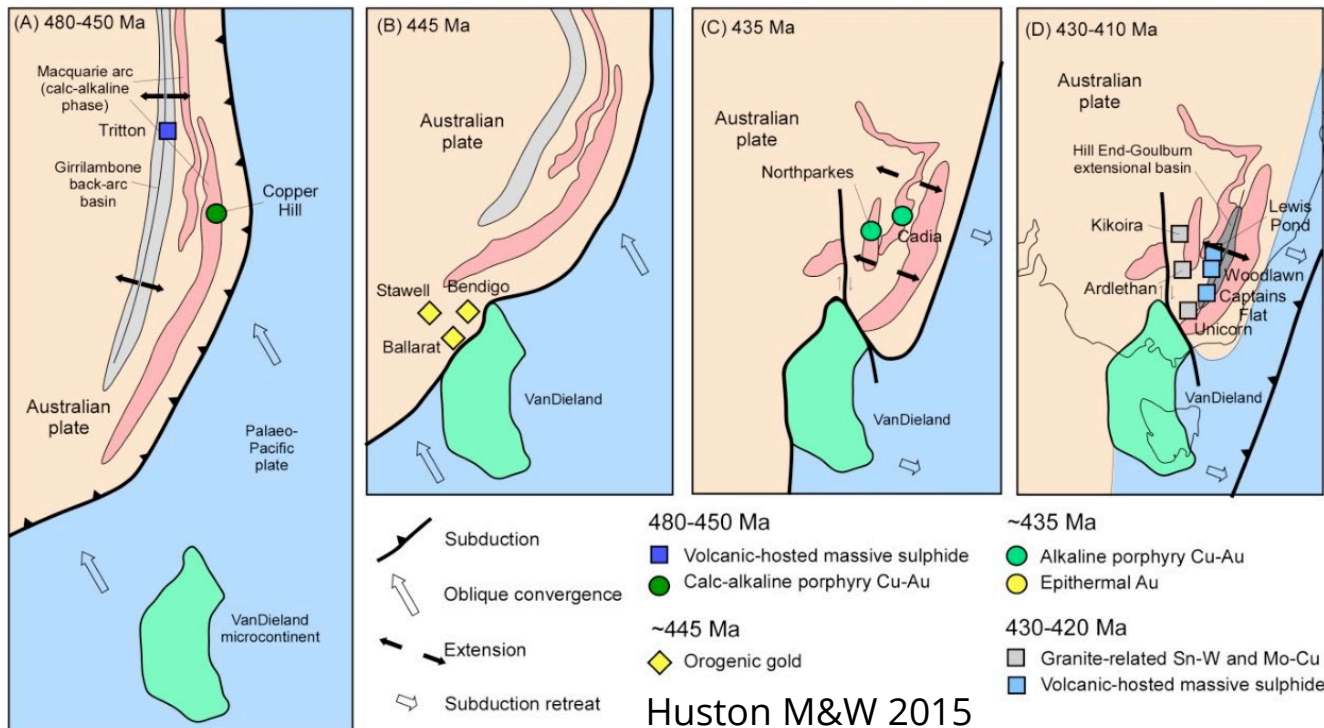 (A) 480-450 Ma
Macquarie arc
(calc-alkaline
phase)
Tritton
Girrilambone
back-arc
basin
Copper
Hill
Australian
plate
Palaeo-
Pacific
plate
VanDieland
microcontinent
(B) 445 Ma
Australian
plate
Stawell
Bendigo
Ballarat
VanDieland
(C) 435 Ma
Australian
plate
Northparkes
Cadia
VanDieland
(D) 430-410 Ma
Australian
plate
Hill End-Goulburn
extensional basin
Kikoira
Lewis
Pond
Woodlawn
Ardlethan
Captains
Flat
Unicorn
VanDieland
Subduction
Oblique convergence
Extension
Subduction retreat
480-450 Ma
Volcanic-hosted massive sulphide
Calc-alkaline porphyry Cu-Au
~445 Ma
Orogenic gold
~435 Ma
Alkaline porphyry Cu-Au
Epithermal Au
430-420 Ma
Granite-related Sn-W and Mo-Cu
Volcanic-hosted massive sulphide
Huston M&W 2015